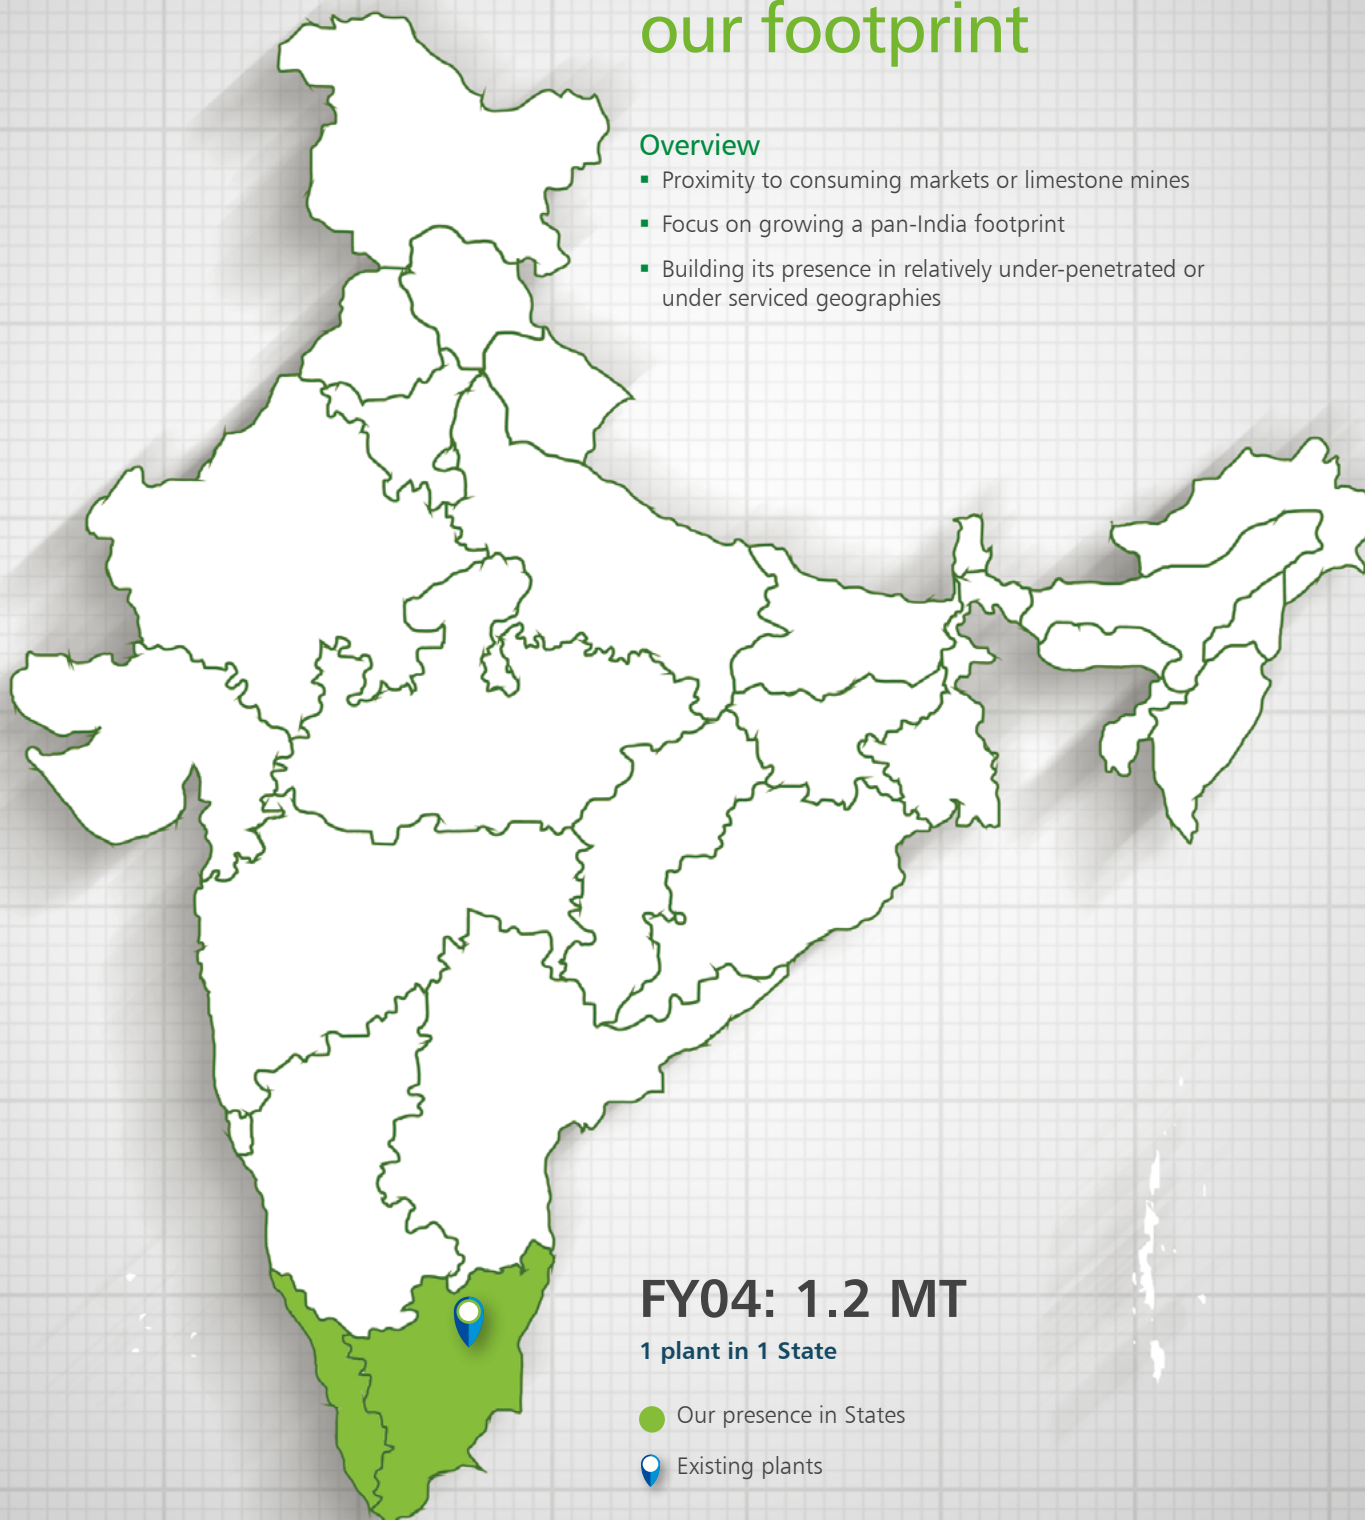 our footprint
Overview
▪ Proximity to consuming markets or limestone mines
▪ Focus on growing a pan-India footprint
▪ Building its presence in relatively under-penetrated or
under serviced geographies
FY04: 1.2 MT
1 plant in 1 State
Our presence in States
Existing plants